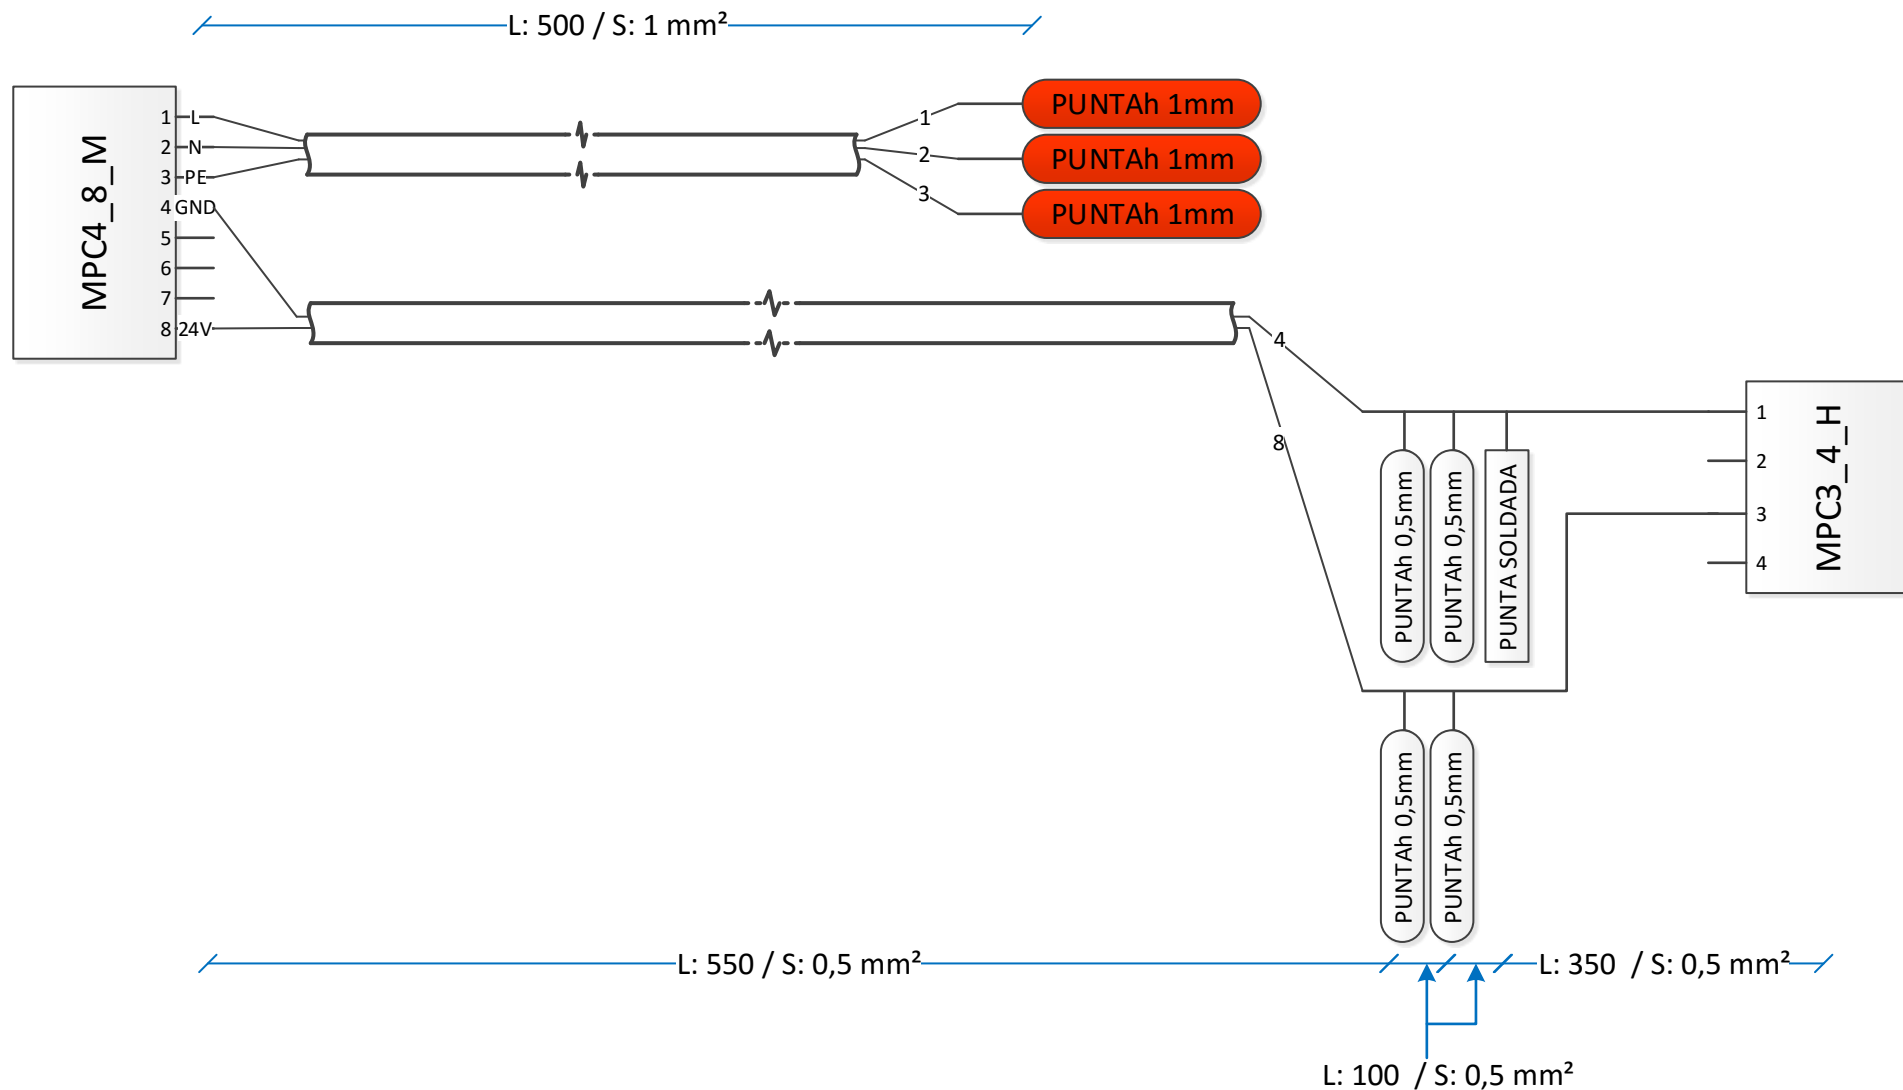 L: 500 / S: 1 mm²
MPC4_8_M
1 L
2 N
3 PE
4 GND
5
6
7
8 24V
1
2
3
PUNTAh 1mm
PUNTAh 1mm
PUNTAh 1mm
4
8
PUNTAh 0,5mm
PUNTAh 0,5mm
PUNTA SOLDADA
PUNTAh 0,5mm
PUNTAh 0,5mm
1
2
3
4
MPC3_4_H
L: 550 / S: 0,5 mm²
L: 350 / S: 0,5 mm²
L: 100 / S: 0,5 mm²